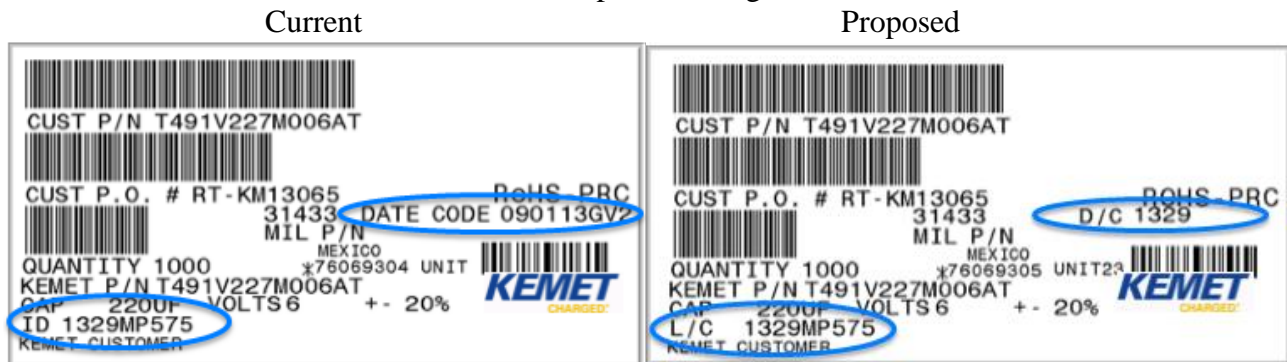 Current
Proposed
CUST P/N T491V227M006AT
CUST P.O. # RT-KM13065
RoHS-PRC
31433 DATE CODE 090113GV2
MIL P/N
MEXICO
QUANTITY 1000 *76069304 UNIT
KEMET P/N T491V227M006AT
KEMET
CHARGED.
CAP 220UF VOLTS 6 +- 20%
ID 1329MP575
KEMET CUSTOMER
CUST P/N T491V227M006AT
CUST P.O. # RT-KM13065
ROHS-PRC
31433 D/C 1329
MIL P/N
MEXICO
QUANTITY 1000 *76069305 UNIT23
KEMET P/N T491V227M006AT
KEMET
CHARGED.
CAP 220UF VOLTS 6 +- 20%
L/C 1329MP575
KEMET CUSTOMER